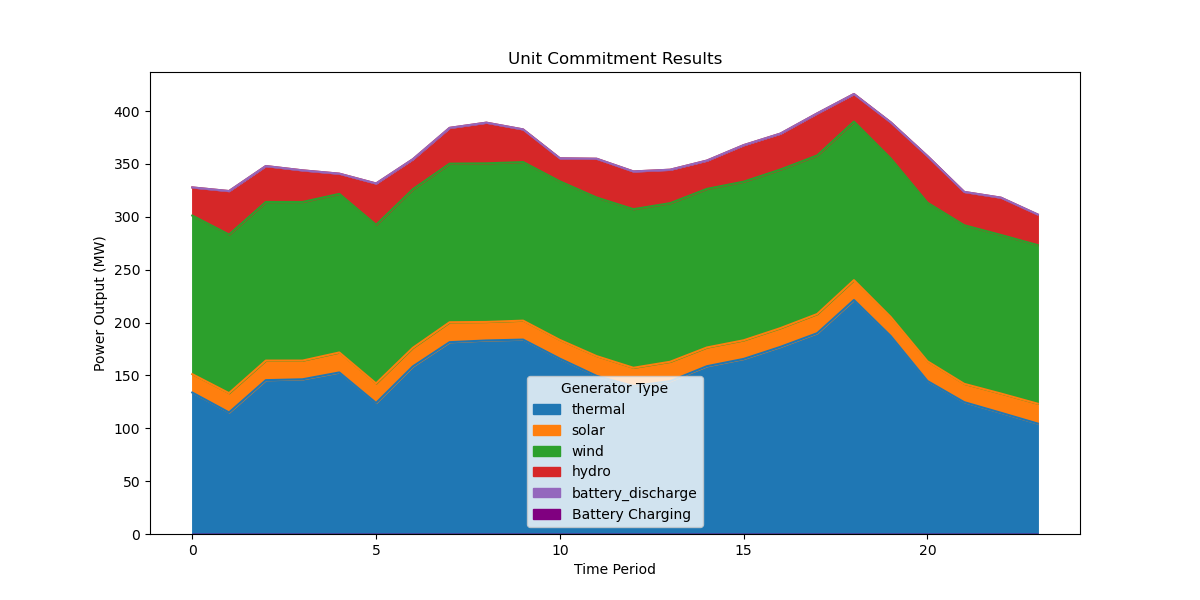 Unit Commitment Results
400
350
300
250
200
150
100
50
0
Power Output (MW)
Generator Type
thermal
solar
wind
hydro
battery_discharge
Battery Charging
0 5 10 15 20
Time Period